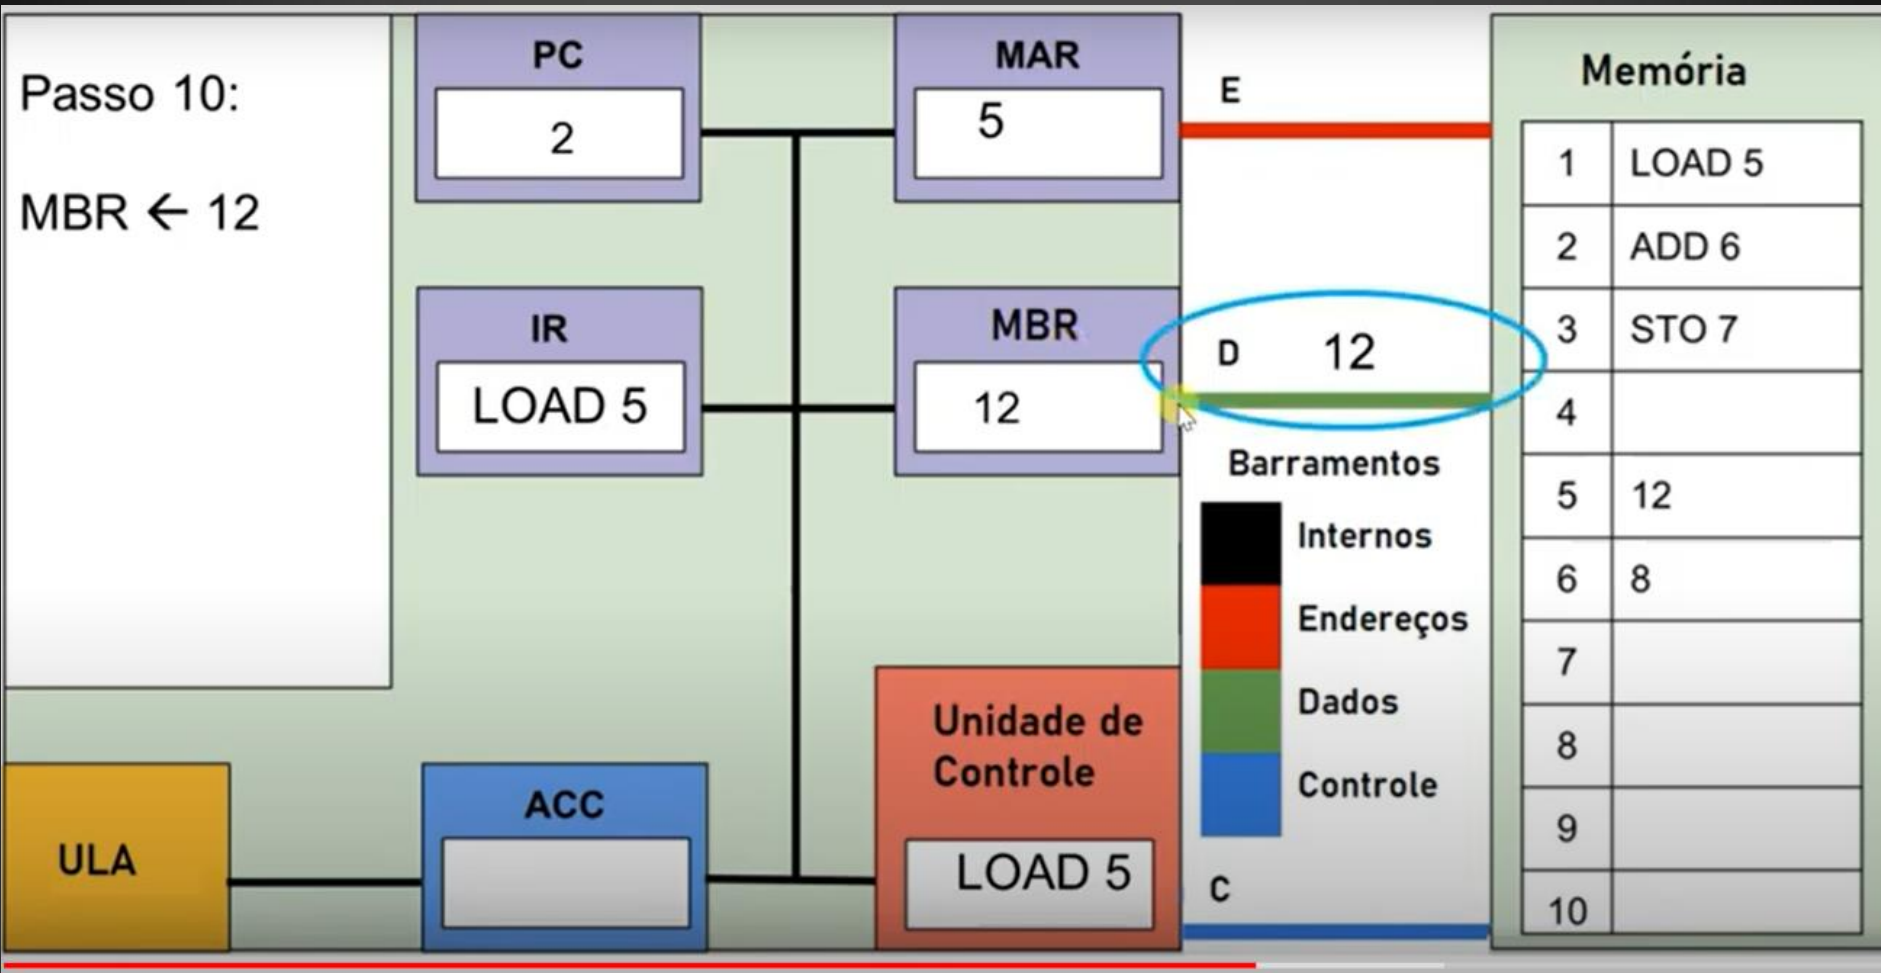 Passo 10:
MBR ← 12
PC
2
MAR
5
IR
LOAD 5
MBR
12
ULA
ACC
Unidade de
Controle
LOAD 5
E
D 12
Barramentos
Internos
Endereços
Dados
Controle
C
Memória
1 LOAD 5
2 ADD 6
3 STO 7
4
5 12
6 8
7
8
9
10